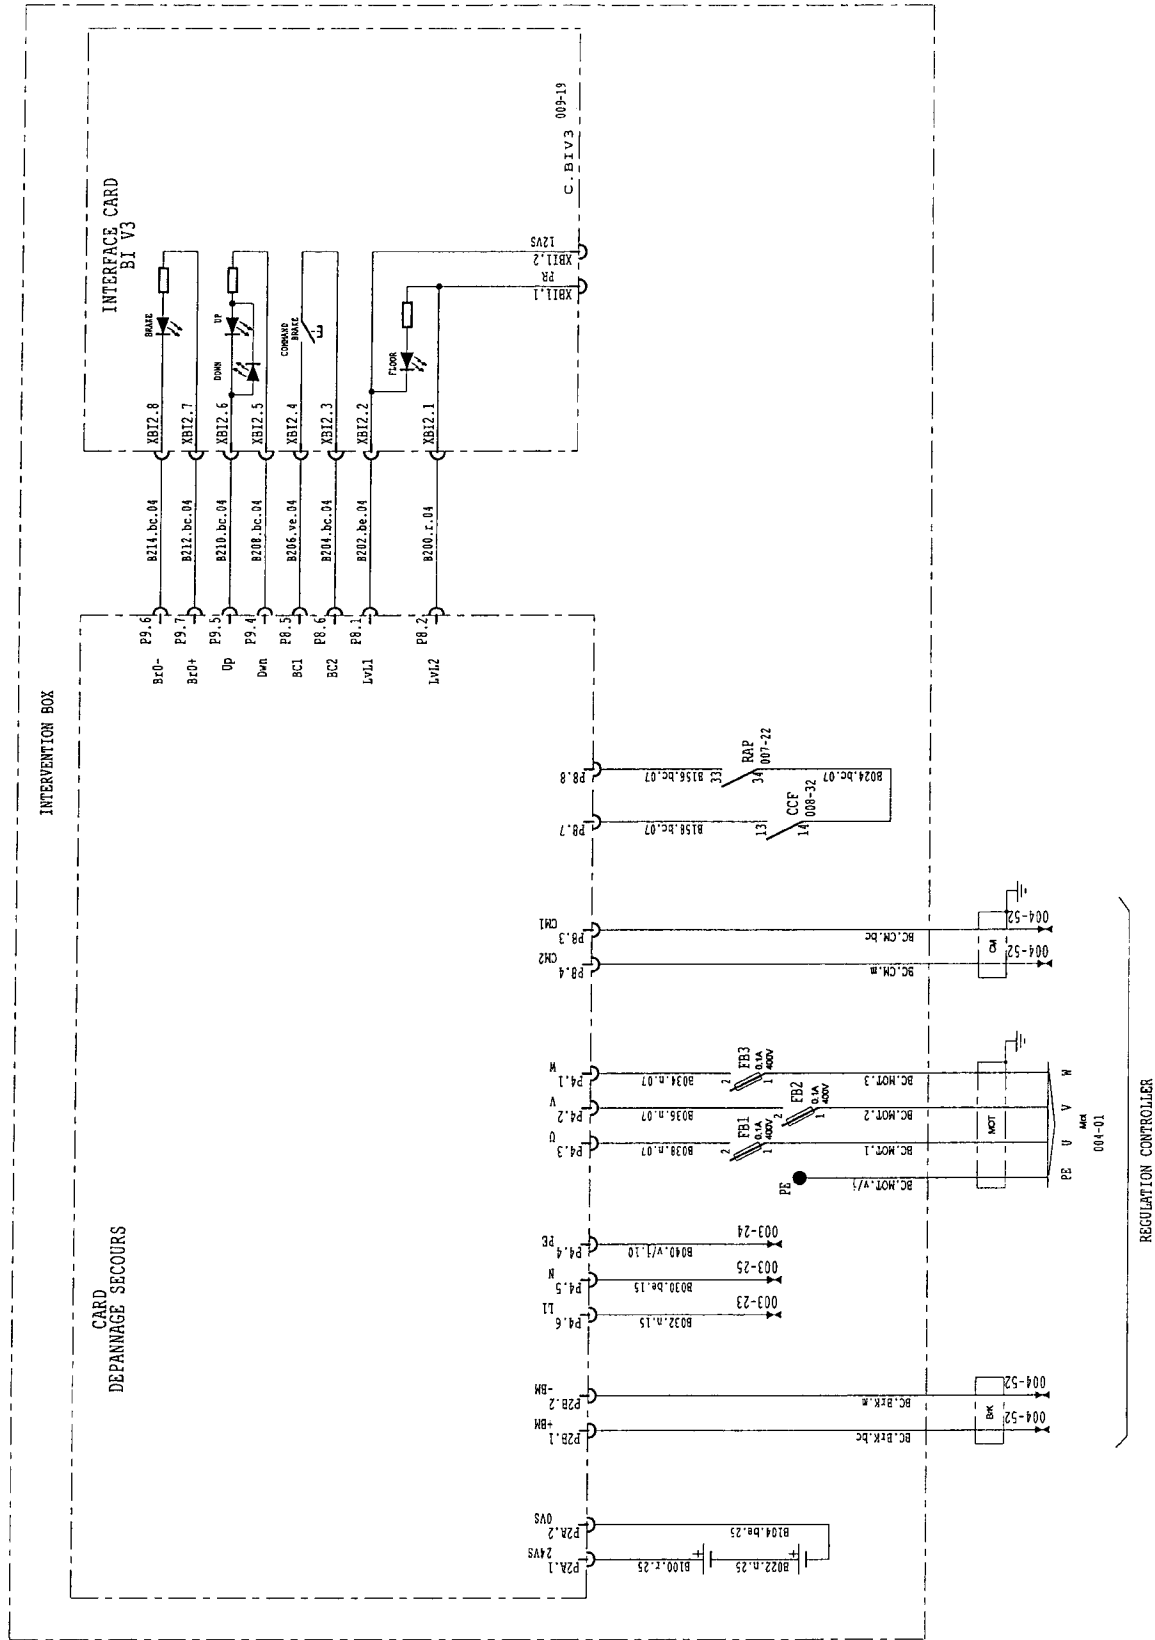 INTERVENTION BOX
INTERFACE CARD
BI V3
C.BIV3
009-19
BRAKE
UP
DOWN
COMMAND
BRAKE
FLOOR
12VS
XBI1.2
PR
XBI1.1
XBI2.8
XBI2.7
XBI2.6
XBI2.5
XBI2.4
XBI2.3
XBI2.2
XBI2.1
B214.bc.04
B212.bc.04
B210.bc.04
B208.bc.04
B206.ve.04
B204.bc.04
B202.be.04
B200.r.04
P9.6
P9.7
P9.5
P9.4
P8.5
P8.6
P8.1
P8.2
BrO-
BrO+
Up
Dwn
BC1
BC2
LvL1
LvL2
CARD
DEPANNAGE SECOURS
P8.8
B156.bc.07
33
34
RAP
007-22
B024.bc.07
P8.7
B158.bc.07
13
14
CCF
008-32
CM1
P8.3
BC.CM.bc
004-52
CM2
P8.4
BC.CM.m
004-52
CM
W
P4.1
B034.n.07
2
1
FB3
0.1A
400V
BC.MOT.3
W
V
P4.2
B036.n.07
2
1
FB2
0.1A
400V
BC.MOT.2
V
U
P4.3
B038.n.07
2
1
FB1
0.1A
400V
BC.MOT.1
U
PE
BC.MOT.v/j
PE
MOT
Mot
004-01
PE
P4.4
B040.v/j.10
003-24
N
P4.5
B030.be.15
003-25
L1
P4.6
B032.n.15
003-23
-BM
P2B.2
BC.BrK.m
004-52
+BM
P2B.1
BC.BrK.bc
004-52
BrK
0VS
P2A.2
B104.be.25
24VS
P2A.1
B100.r.25
+
B022.n.25
+
REGULATION CONTROLLER